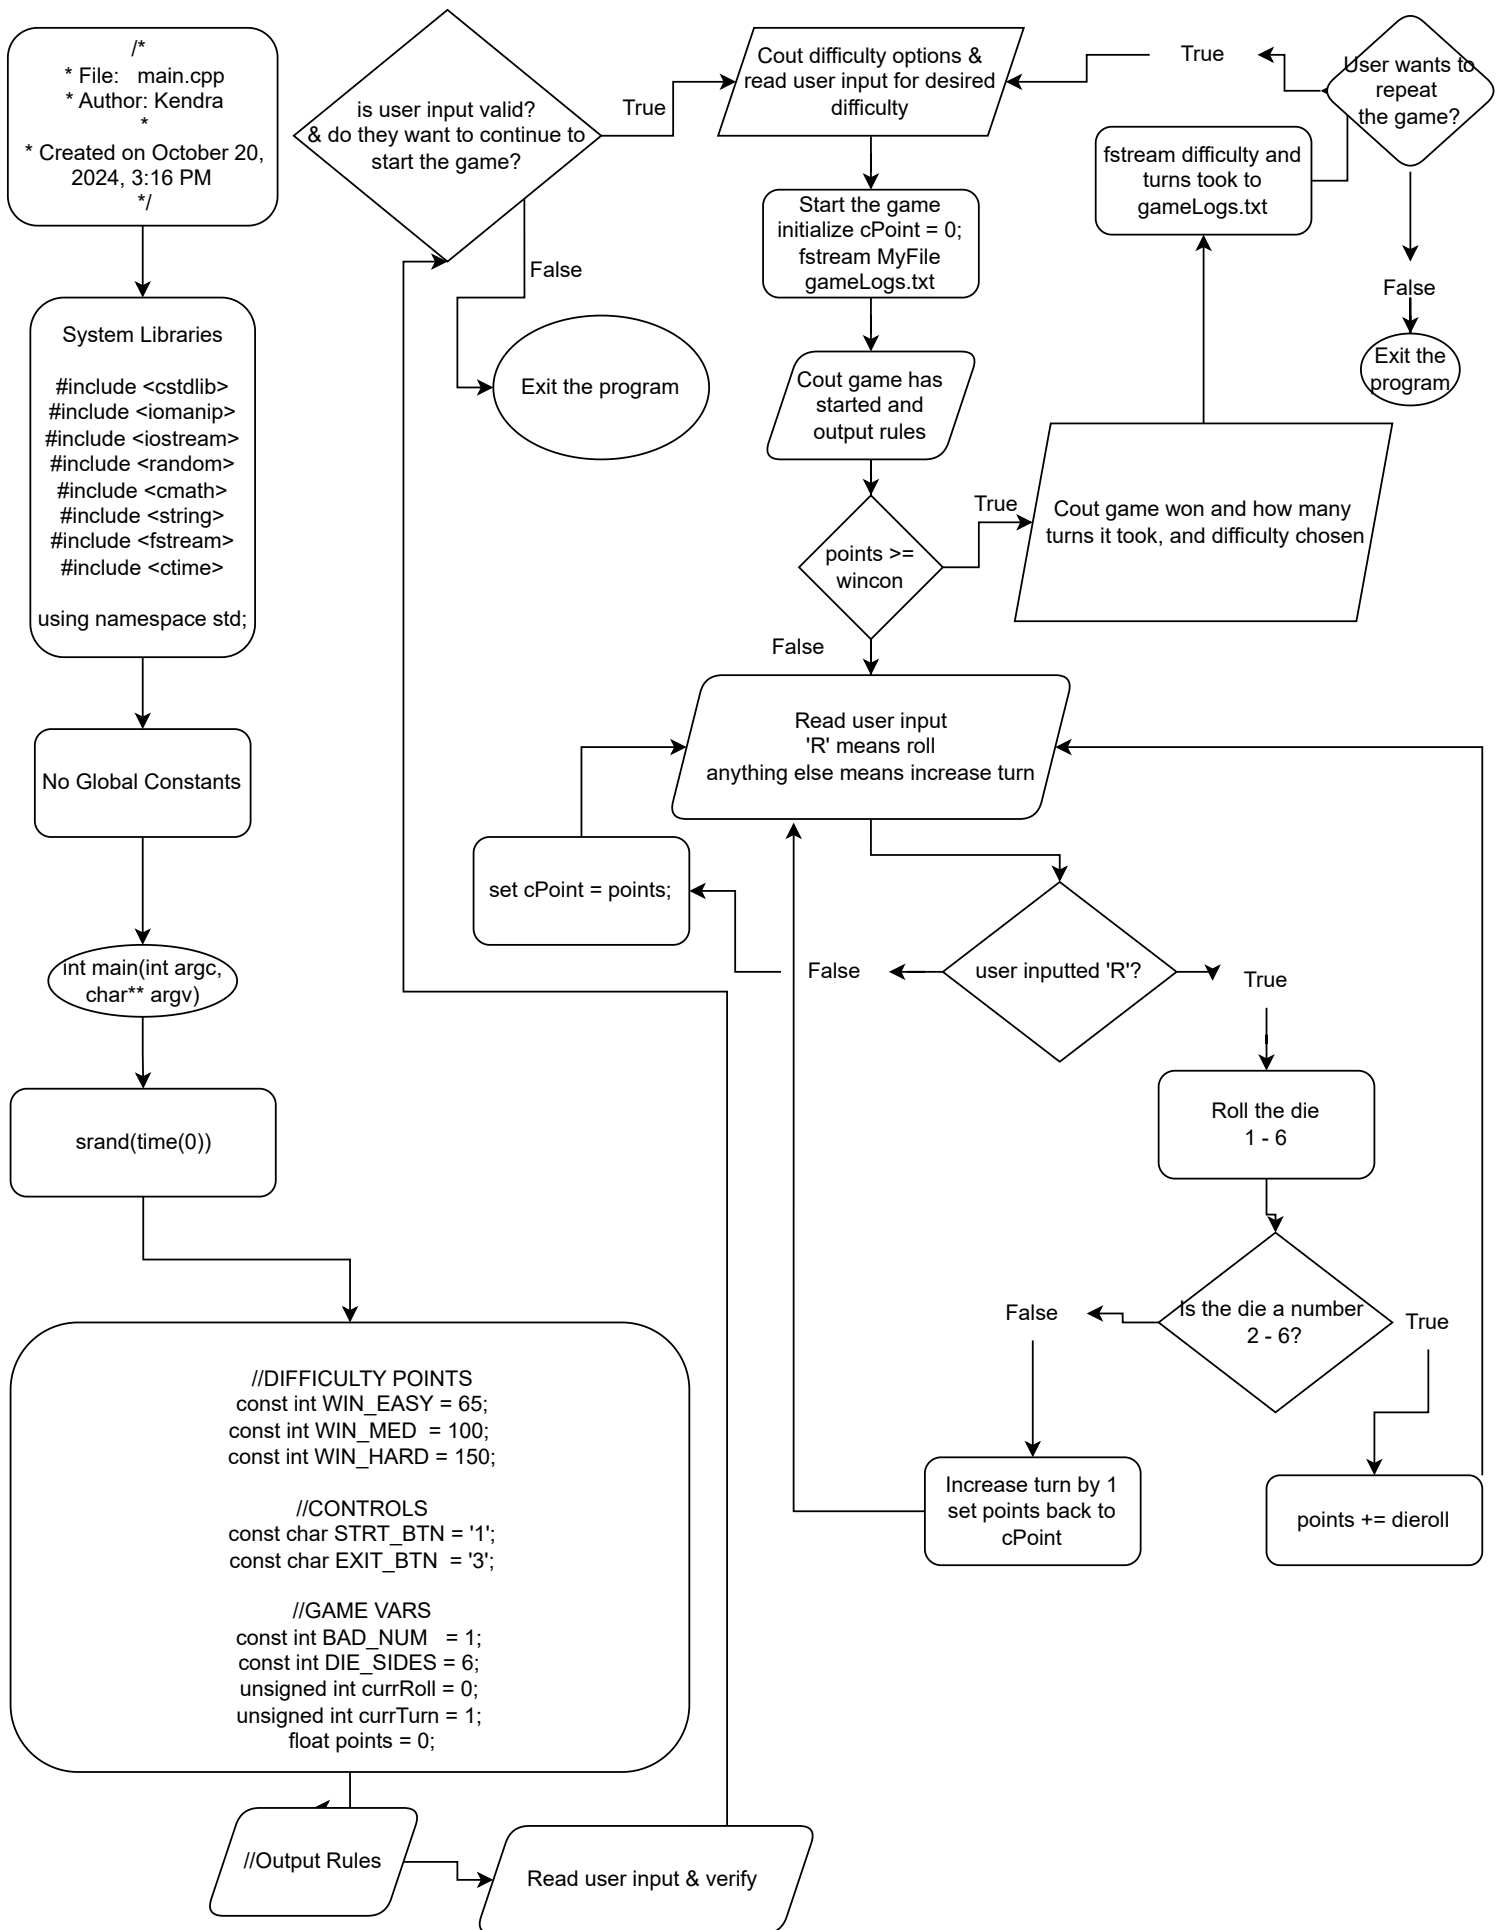 /*
* File:   main.cpp
* Author: Kendra
*
* Created on October 20,
2024, 3:16 PM
*/
System Libraries
#include <cstdlib>
#include <iomanip>
#include <iostream>
#include <random>
#include <cmath>
#include <string>
#include <fstream>
#include <ctime>
using namespace std;
No Global Constants
int main(int argc,
char** argv)
srand(time(0))
//DIFFICULTY POINTS
const int WIN_EASY = 65;
const int WIN_MED  = 100;
const int WIN_HARD = 150;
//CONTROLS
const char STRT_BTN = '1';
const char EXIT_BTN  = '3';
//GAME VARS
const int BAD_NUM   = 1;
const int DIE_SIDES = 6;
unsigned int currRoll = 0;
unsigned int currTurn = 1;
float points = 0;
//Output Rules
Read user input & verify
is user input valid?
& do they want to continue to
start the game?
True
False
Exit the program
Cout difficulty options &
read user input for desired
difficulty
Start the game
initialize cPoint = 0;
fstream MyFile
gameLogs.txt
Cout game has
started and
output rules
points >=
wincon
True
False
Cout game won and how many
turns it took, and difficulty chosen
fstream difficulty and
turns took to
gameLogs.txt
User wants to
repeat
the game?
True
False
Exit the
program
Read user input
'R' means roll
anything else means increase turn
user inputted 'R'?
False
set cPoint = points;
True
Roll the die
1 - 6
Is the die a number
2 - 6?
False
Increase turn by 1
set points back to
cPoint
True
points += dieroll